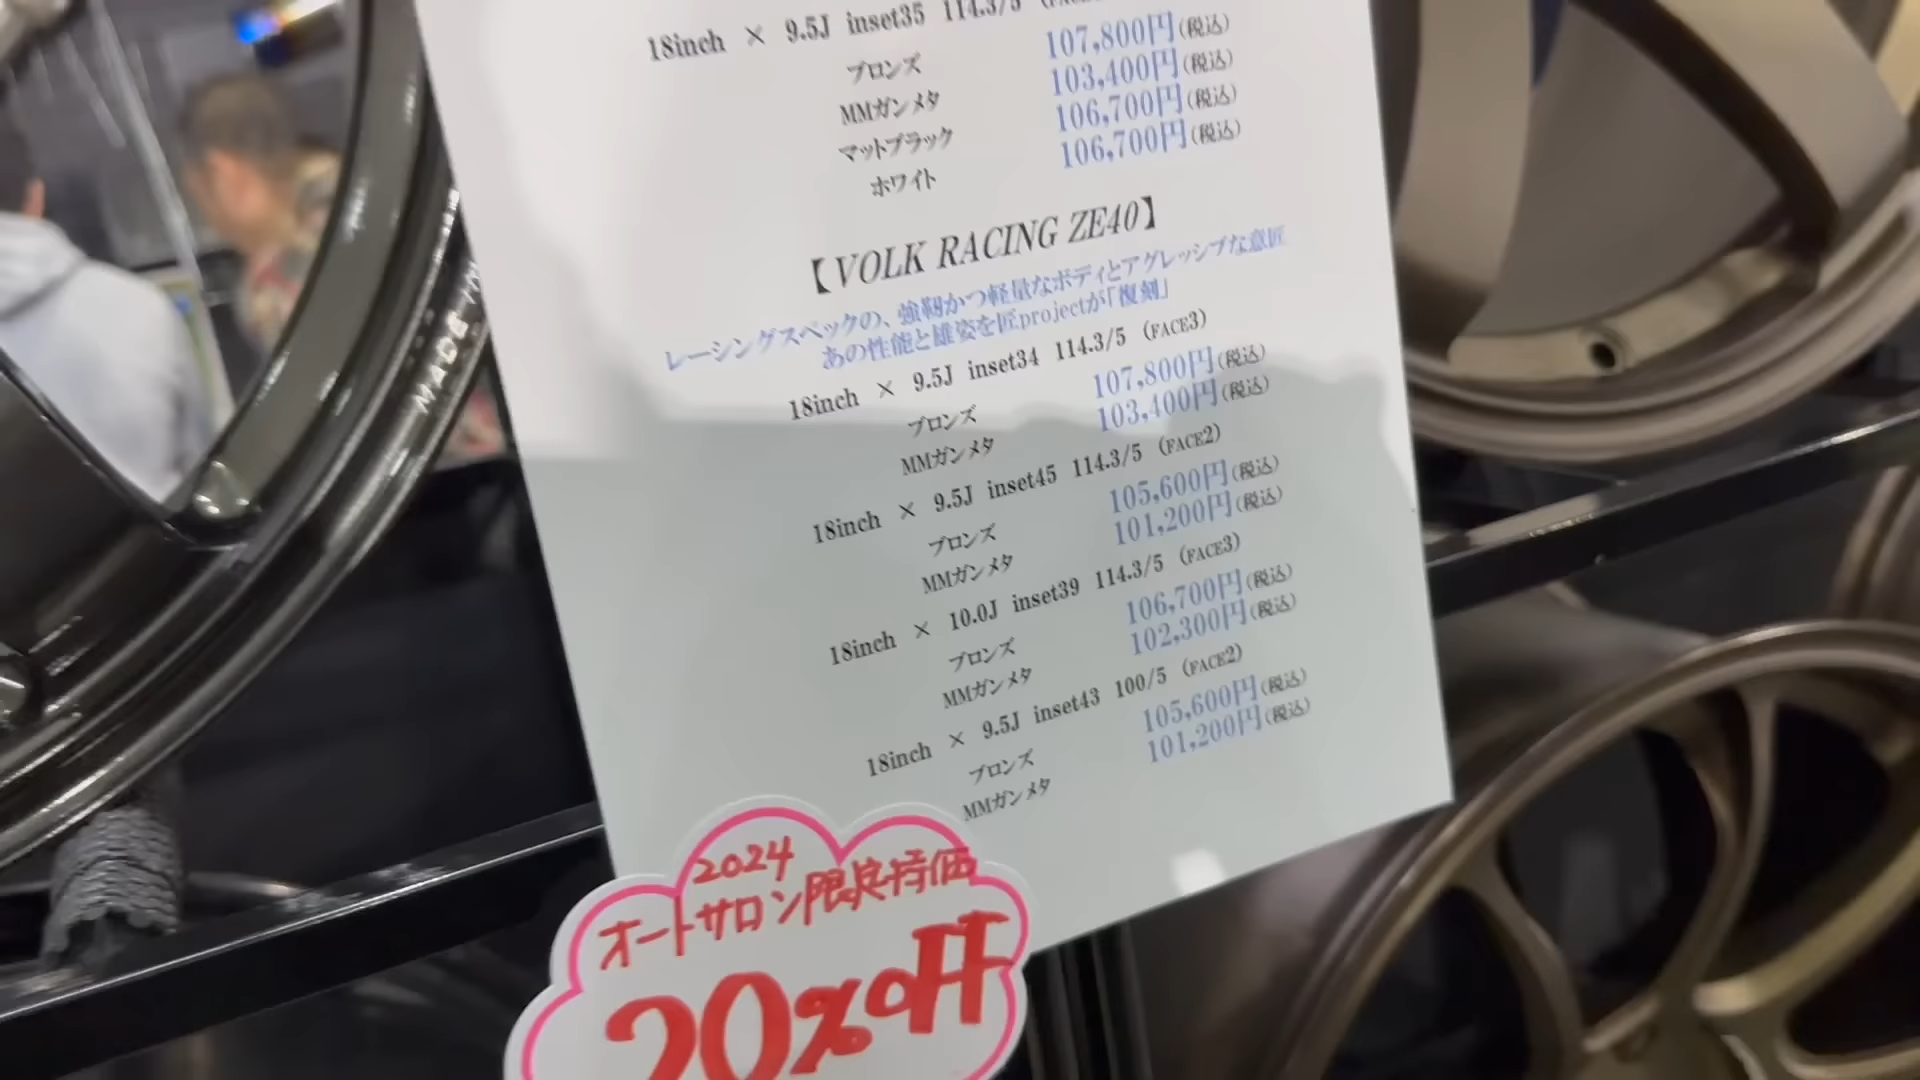 18inch × 9.5J inset35 114.3/5
ブロンズ 107,800円(税込)
MMガンメタ 103,400円(税込)
マットブラック 106,700円(税込)
ホワイト 106,700円(税込)
【VOLK RACING ZE40】
レーシングスペックの、強靭かつ軽量なボディとアグレッシブな意匠
あの性能と雄姿を匠projectが「復刻」
18inch × 9.5J inset34 114.3/5 (FACE3)
ブロンズ 107,800円(税込)
MMガンメタ 103,400円(税込)
18inch × 9.5J inset45 114.3/5 (FACE2)
ブロンズ 105,600円(税込)
MMガンメタ 101,200円(税込)
18inch × 10.0J inset39 114.3/5 (FACE3)
ブロンズ 106,700円(税込)
MMガンメタ 102,300円(税込)
18inch × 9.5J inset43 100/5 (FACE2)
ブロンズ 105,600円(税込)
MMガンメタ 101,200円(税込)
2024
オートサロン限定特価
20%off
MADE